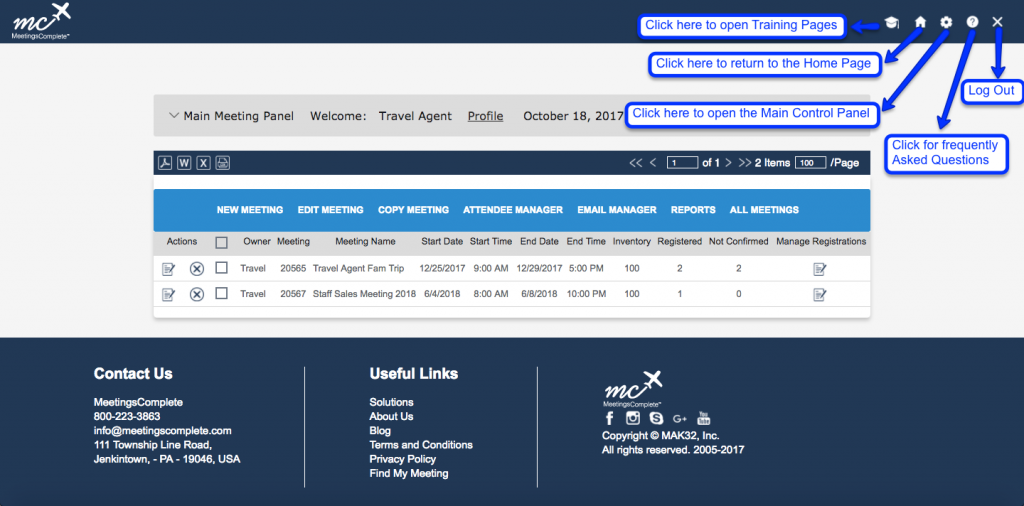 mc
MeetingsComplete™
Click here to open Training Pages
Click here to return to the Home Page
Log Out
Main Meeting Panel Welcome: Travel Agent Profile October 18, 2017
Click here to open the Main Control Panel
Click for frequently
Asked Questions
W X
<< < 1 of 1 > >> 2 Items 100 /Page
NEW MEETING EDIT MEETING COPY MEETING ATTENDEE MANAGER EMAIL MANAGER REPORTS ALL MEETINGS
Actions Owner Meeting Meeting Name Start Date Start Time End Date End Time Inventory Registered Not Confirmed Manage Registrations
Travel 20565 Travel Agent Fam Trip 12/25/2017 9:00 AM 12/29/2017 5:00 PM 100 2 2
Travel 20567 Staff Sales Meeting 2018 6/4/2018 8:00 AM 6/8/2018 10:00 PM 100 1 0
Contact Us
MeetingsComplete
800-223-3863
info@meetingscomplete.com
111 Township Line Road,
Jenkintown, - PA - 19046, USA
Useful Links
Solutions
About Us
Blog
Terms and Conditions
Privacy Policy
Find My Meeting
mc
MeetingsComplete™
f S G+ You Tube
Copyright © MAK32, Inc.
All rights reserved. 2005-2017